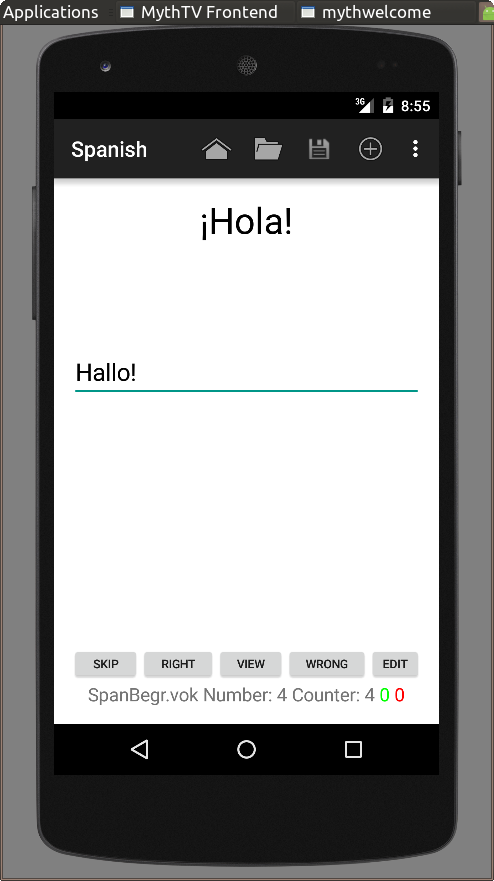 Applications MythTV Frontend mythwelcome
3G 8:55
Spanish
¡Hola!
Hallo!
SKIP RIGHT VIEW WRONG EDIT
SpanBegr.vok Number: 4 Counter: 4 0 0